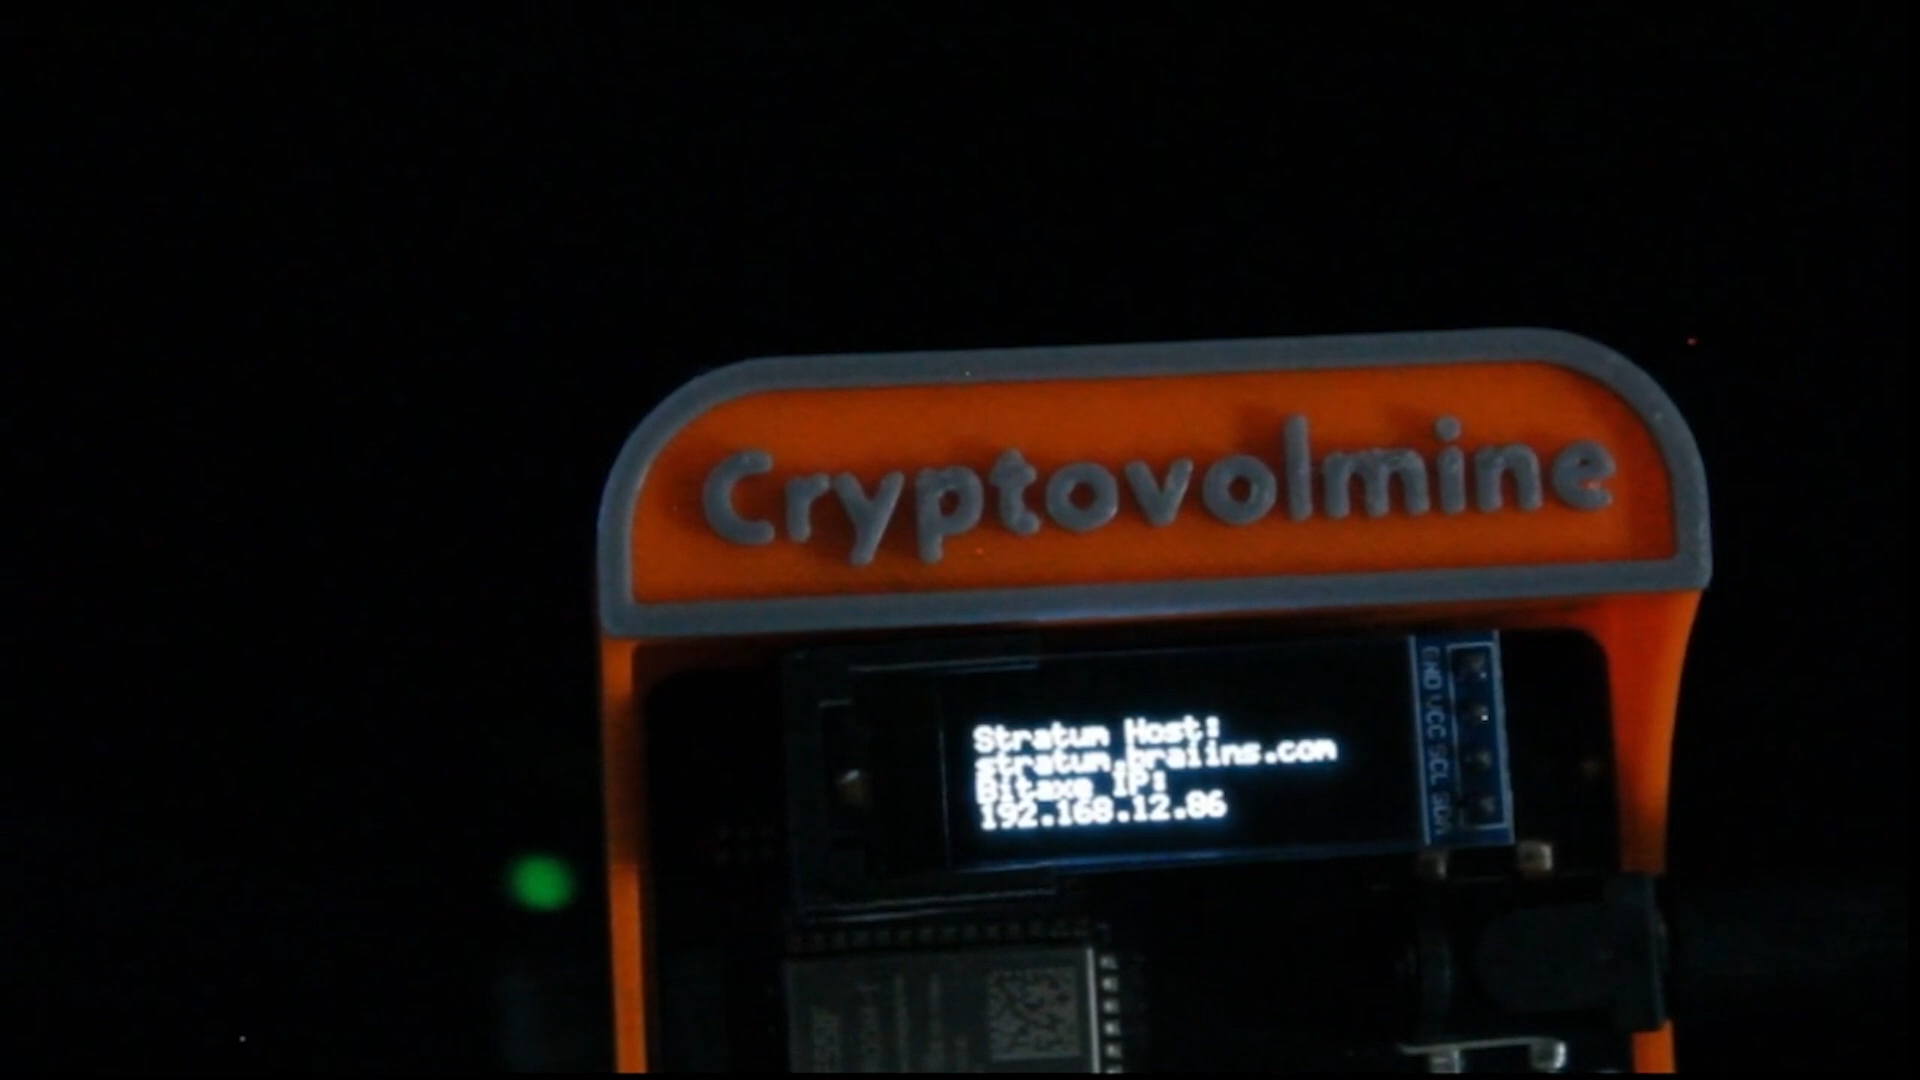 Cryptovolmine
Stratum Host:
stratum.braiins.com
Bitaxe IP:
192.168.12.86
GND VCC SCL SDA